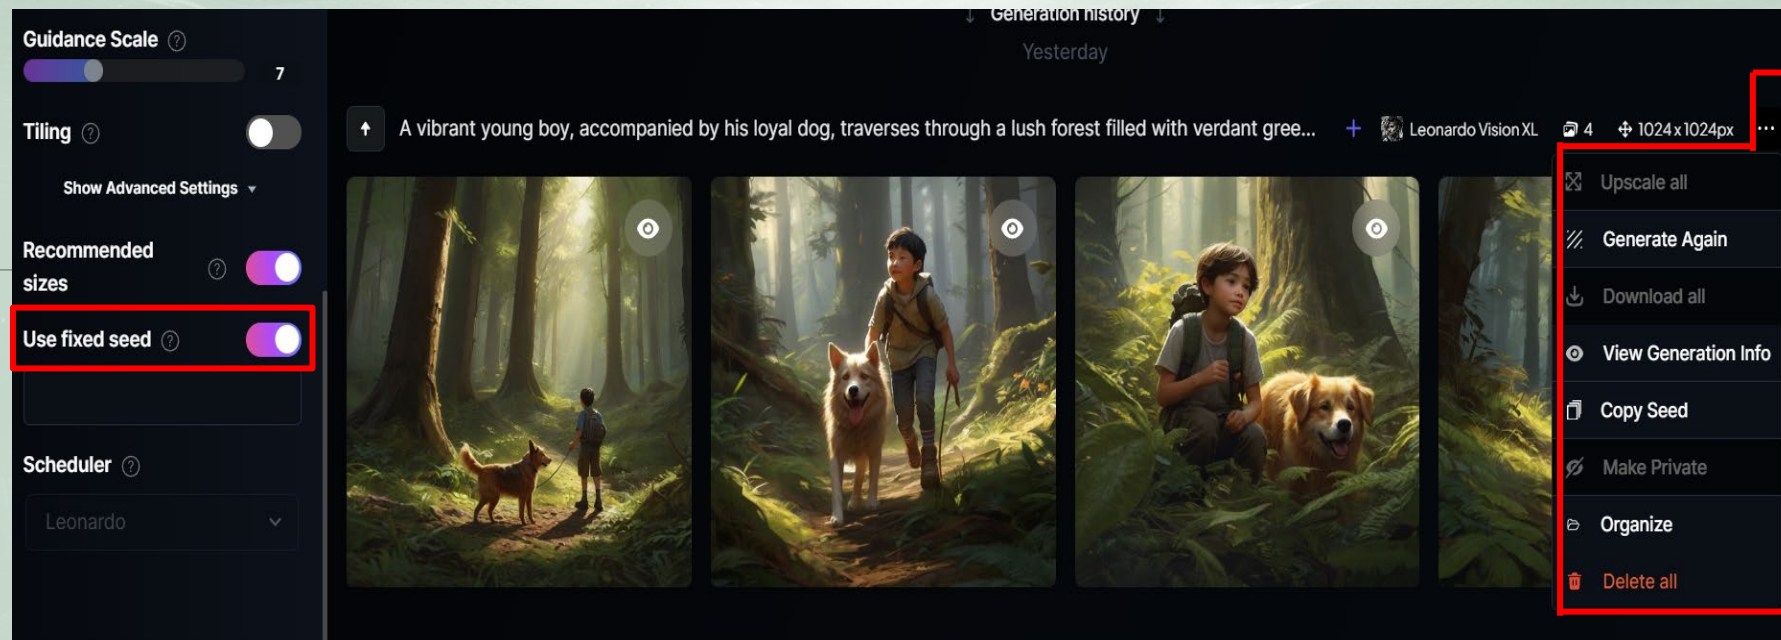 Guidance Scale
7
Tiling
Show Advanced Settings
Recommended
sizes
Use fixed seed
Scheduler
Leonardo
Generation history
Yesterday
A vibrant young boy, accompanied by his loyal dog, traverses through a lush forest filled with verdant gree...
Leonardo Vision XL
4
1024 x 1024px
Upscale all
Generate Again
Download all
View Generation Info
Copy Seed
Make Private
Organize
Delete all